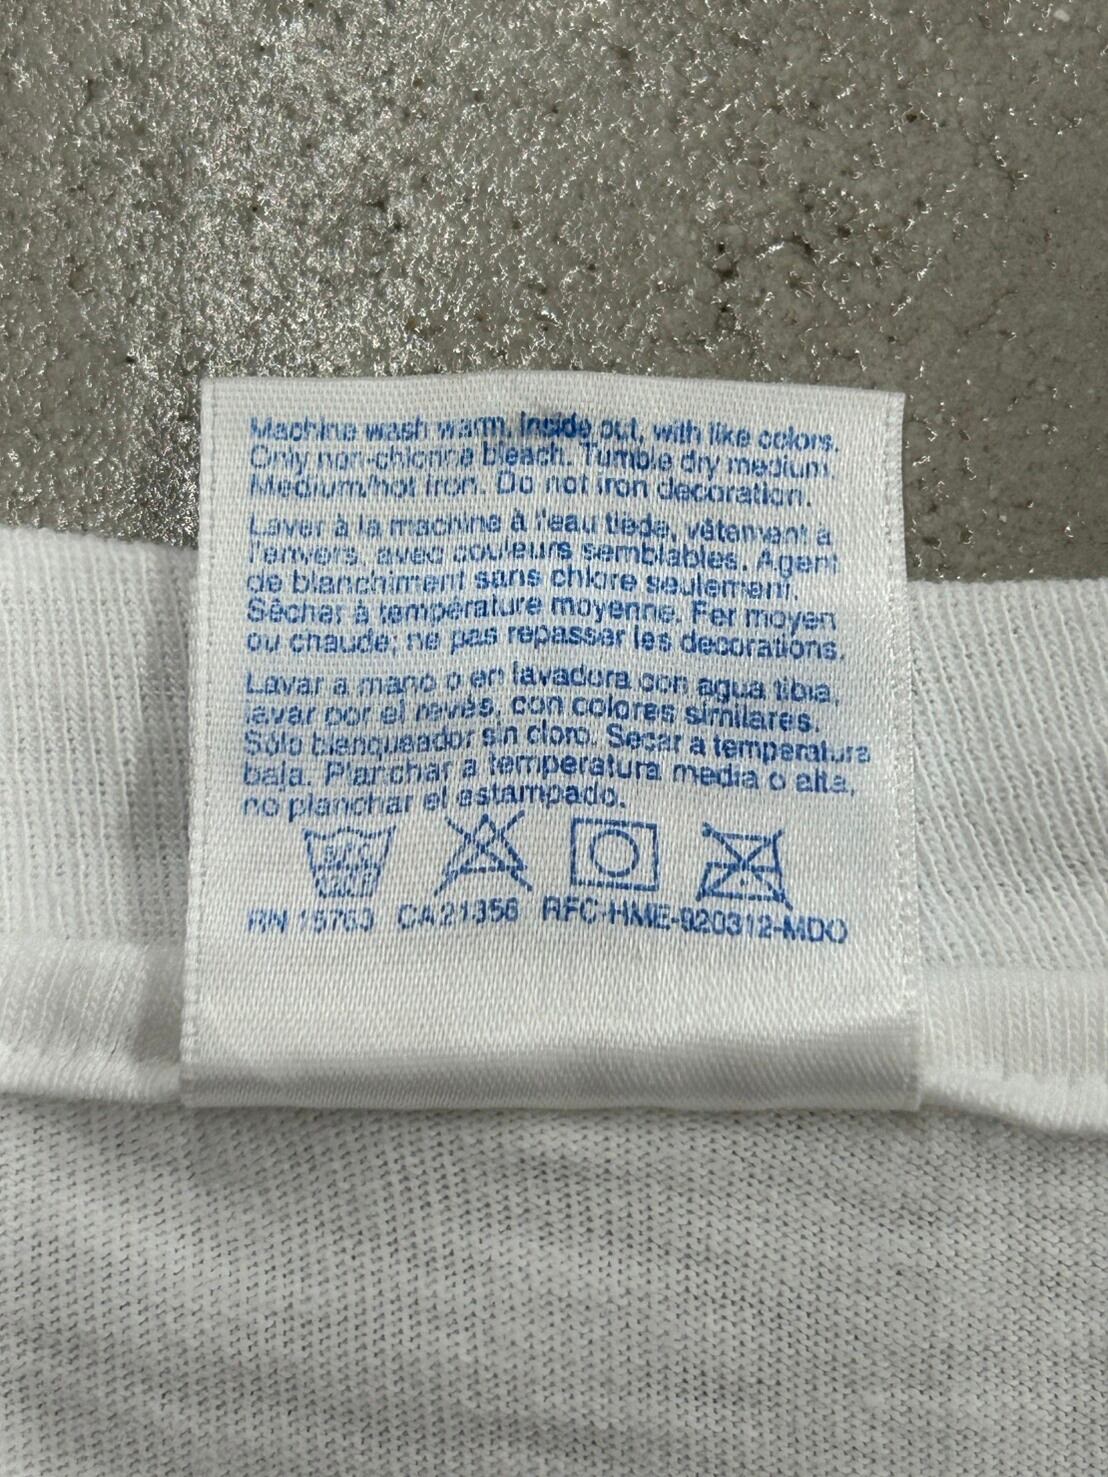 Machine wash warm, inside out, with like colors.
Only non-chlorine bleach. Tumble dry medium.
Medium/hot iron. Do not iron decoration.
Laver à la machine à l'eau tiède, vêtement à
l'envers, avec couleurs semblables. Agent
de blanchiment sans chlore seulement.
Sécher à température moyenne. Fer moyen
ou chaude; ne pas repasser les decorations.
Lavar a mano o en lavadora con agua tibia,
lavar por el revés, con colores similares.
Sólo blanqueador sin cloro. Secar a temperatura
baja. Planchar a temperatura media o alta,
no planchar el estampado.
RN 15763 CA 21356 RFC-HME-920312-MDO